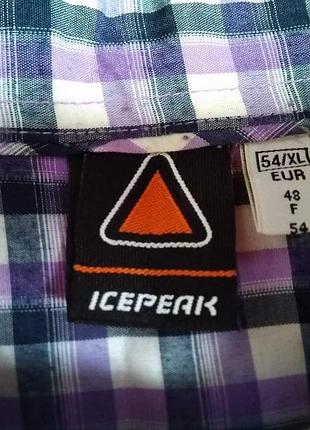 54/XL
EUR
48
F
54
ICEPEAK